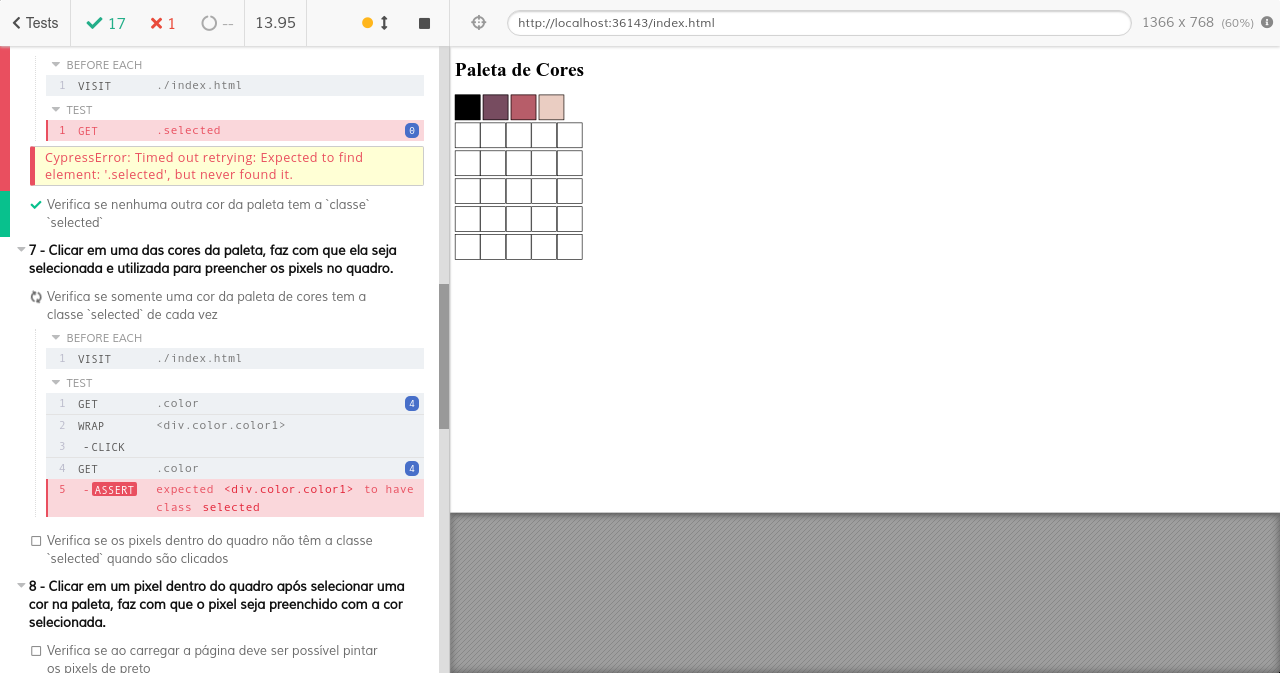 Tests
17
1
--
13.95
http://localhost:36143/index.html
1366 x 768 (60%)
BEFORE EACH
1 VISIT ./index.html
TEST
1 GET .selected 0
CypressError: Timed out retrying: Expected to find
element: '.selected', but never found it.
Verifica se nenhuma outra cor da paleta tem a `classe`
`selected`
7 - Clicar em uma das cores da paleta, faz com que ela seja
selecionada e utilizada para preencher os pixels no quadro.
Verifica se somente uma cor da paleta de cores tem a
classe `selected` de cada vez
BEFORE EACH
1 VISIT ./index.html
TEST
1 GET .color 4
2 WRAP <div.color.color1>
3 -CLICK
4 GET .color 4
5 -ASSERT expected <div.color.color1> to have
class selected
Verifica se os pixels dentro do quadro não têm a classe
`selected` quando são clicados
8 - Clicar em um pixel dentro do quadro após selecionar uma
cor na paleta, faz com que o pixel seja preenchido com a cor
selecionada.
Verifica se ao carregar a página deve ser possível pintar
os pixels de preto
Paleta de Cores